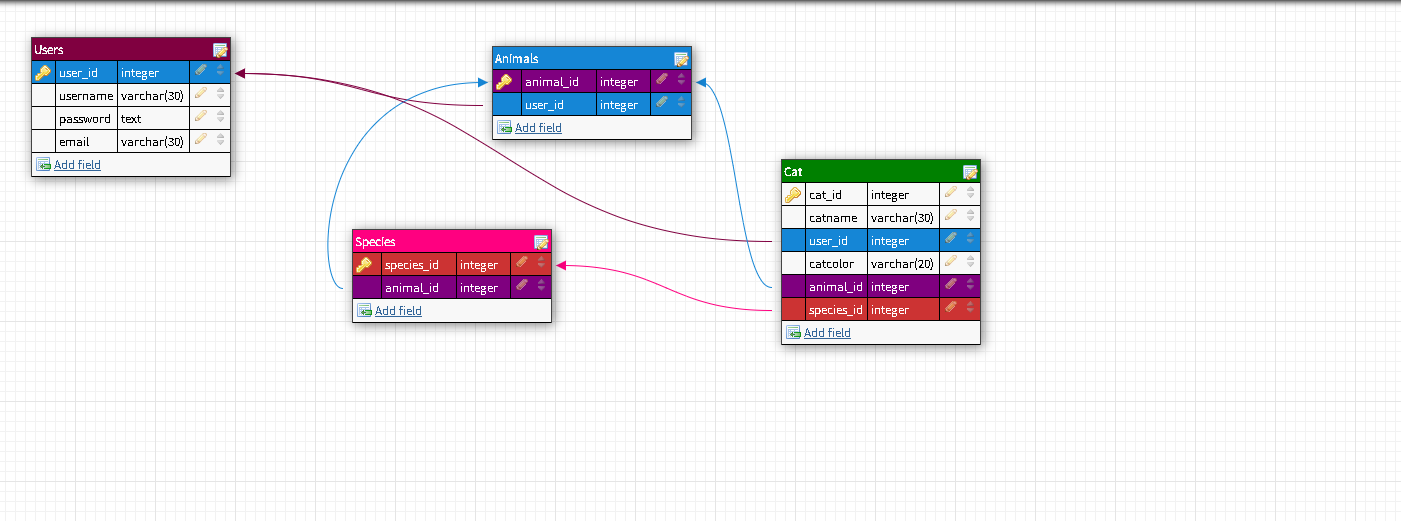 Users
user_id integer
username varchar(30)
password text
email varchar(30)
Add field
Animals
animal_id integer
user_id integer
Add field
Species
species_id integer
animal_id integer
Add field
Cat
cat_id integer
catname varchar(30)
user_id integer
catcolor varchar(20)
animal_id integer
species_id integer
Add field